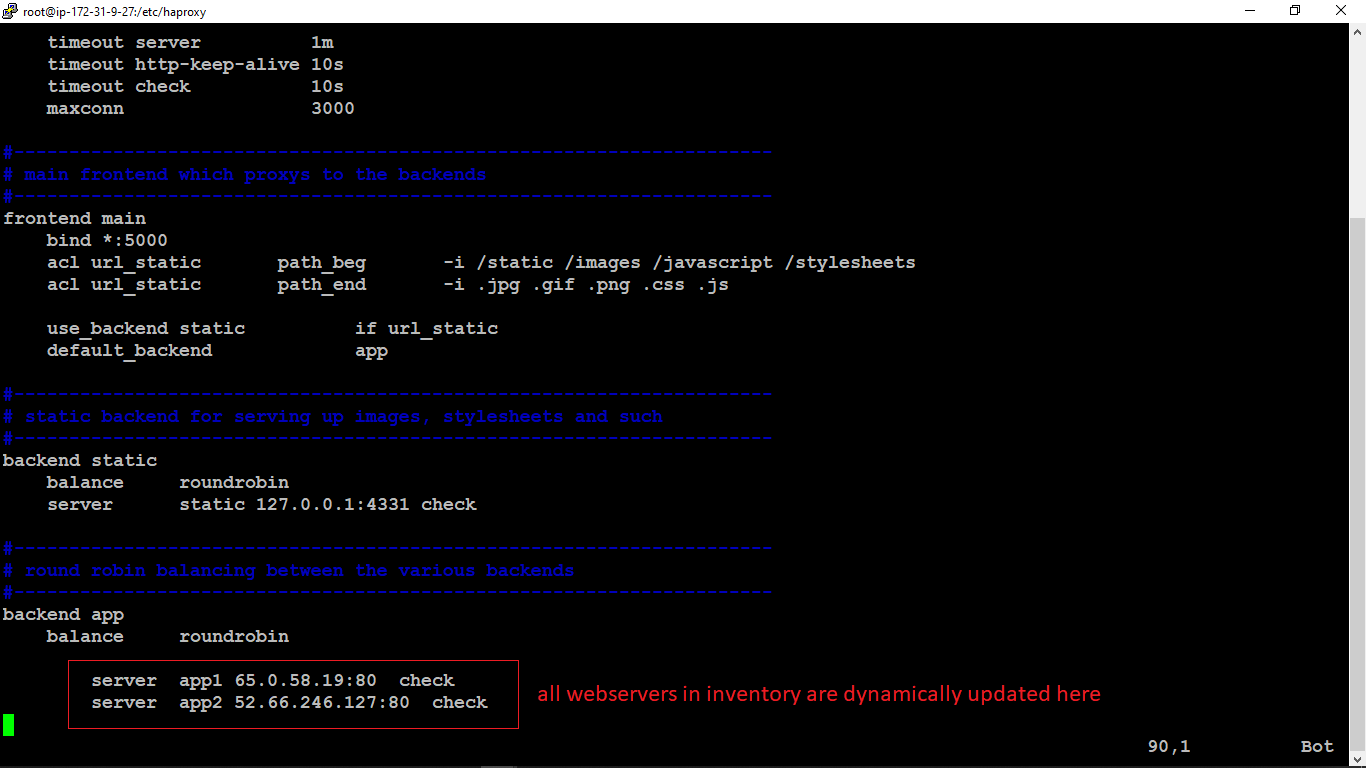 root@ip-172-31-9-27:/etc/haproxy
timeout server 1m
timeout http-keep-alive 10s
timeout check 10s
maxconn 3000
#---------------------------------------------------------------------
# main frontend which proxys to the backends
#---------------------------------------------------------------------
frontend main
bind *:5000
acl url_static path_beg -i /static /images /javascript /stylesheets
acl url_static path_end -i .jpg .gif .png .css .js
use_backend static if url_static
default_backend app
#---------------------------------------------------------------------
# static backend for serving up images, stylesheets and such
#---------------------------------------------------------------------
backend static
balance roundrobin
server static 127.0.0.1:4331 check
#---------------------------------------------------------------------
# round robin balancing between the various backends
#---------------------------------------------------------------------
backend app
balance roundrobin
server app1 65.0.58.19:80 check
server app2 52.66.246.127:80 check
all webservers in inventory are dynamically updated here
90,1 Bot